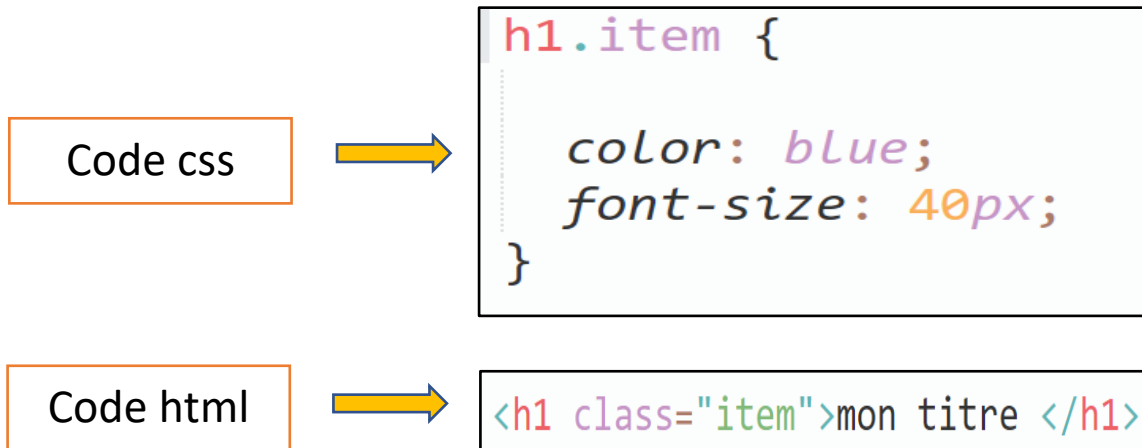 Code css
h1.item {
color: blue;
font-size: 40px;
}
Code html
<h1 class="item">mon titre </h1>